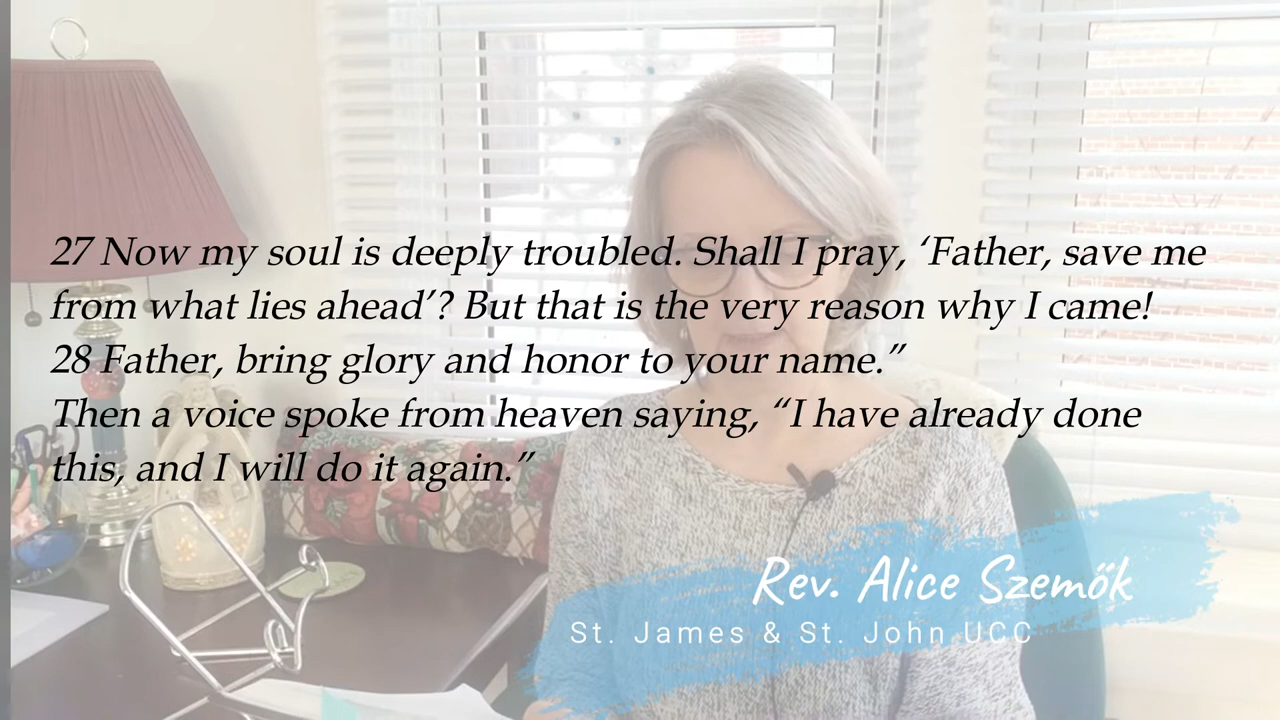 27 Now my soul is deeply troubled. Shall I pray, ‘Father, save me
from what lies ahead’? But that is the very reason why I came!
28 Father, bring glory and honor to your name.”
Then a voice spoke from heaven saying, “I have already done
this, and I will do it again.”
Rev. Alice Szemők
St. James & St. John UCC